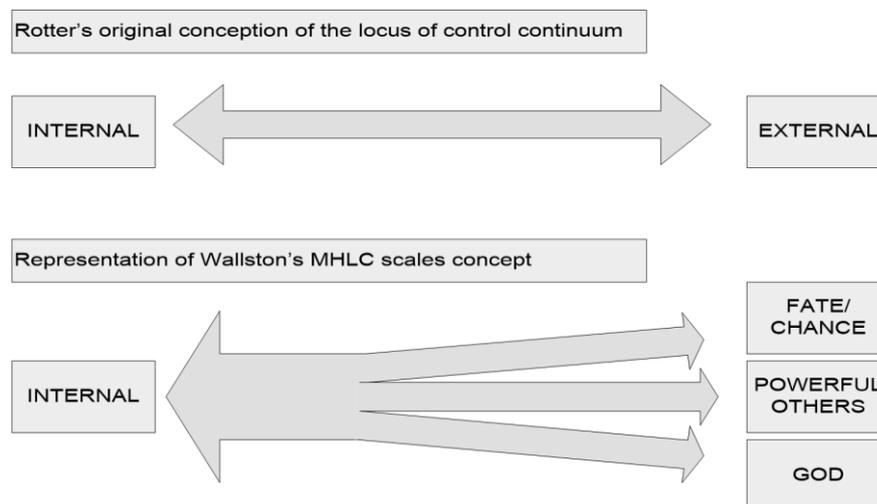 Rotter's original conception of the locus of control continuum
INTERNAL
EXTERNAL
Representation of Wallston's MHLC scales concept
FATE/
CHANCE
INTERNAL
POWERFUL
OTHERS
GOD